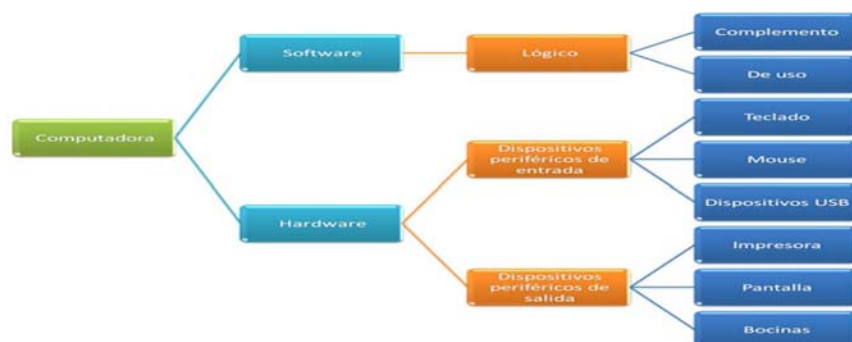 Computadora
Software
Lógico
Complemento
De uso
Hardware
Dispositivos
periféricos de
entrada
Teclado
Mouse
Dispositivos USB
Dispositivos
periféricos de
salida
Impresora
Pantalla
Bocinas